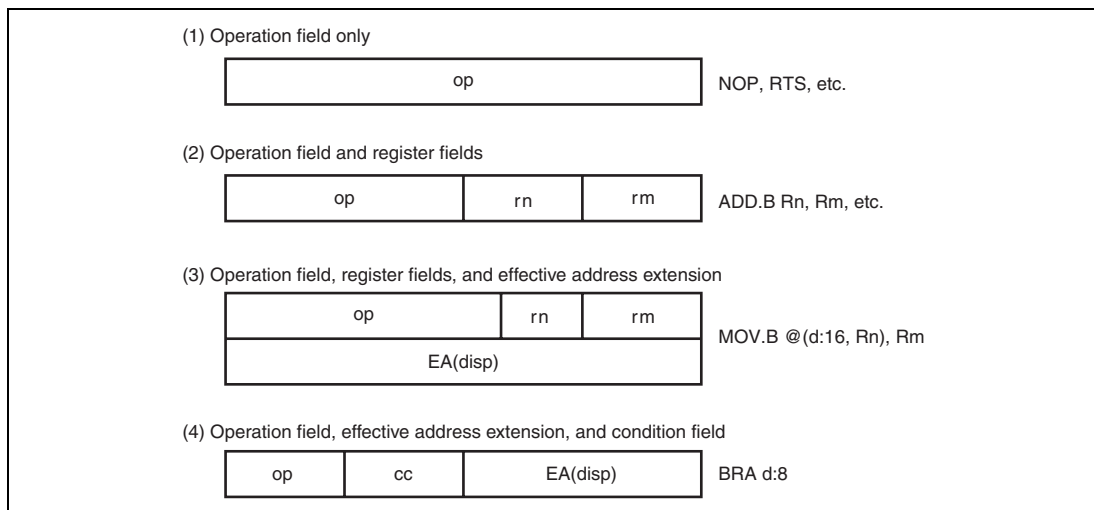 (1) Operation field only
op
NOP, RTS, etc.
(2) Operation field and register fields
op rn rm
ADD.B Rn, Rm, etc.
(3) Operation field, register fields, and effective address extension
op rn rm
EA(disp)
MOV.B @(d:16, Rn), Rm
(4) Operation field, effective address extension, and condition field
op cc EA(disp)
BRA d:8